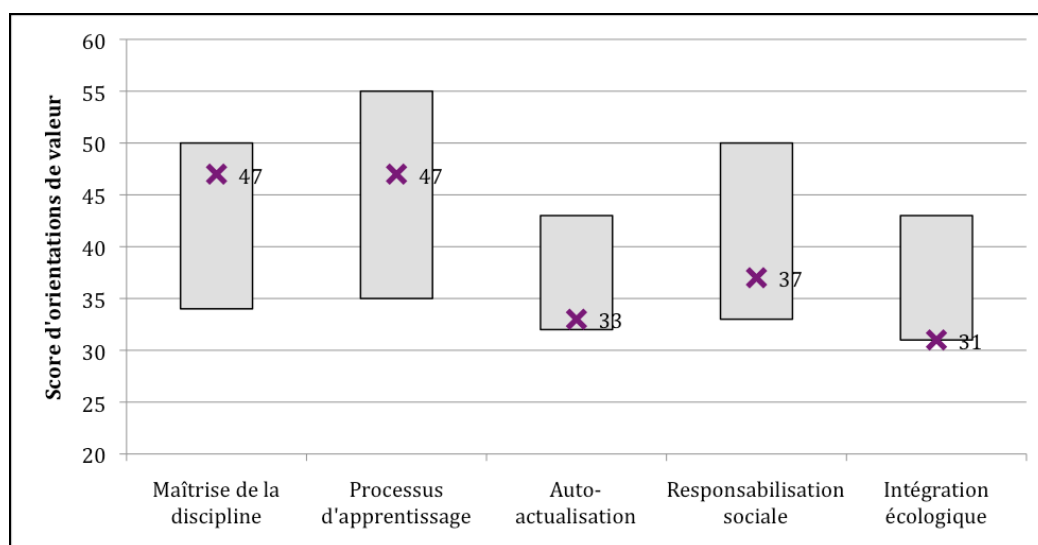 Score d'orientations de valeur
60
55
50
45
40
35
30
25
20
47
47
33
37
31
Maîtrise de la
discipline
Processus
d'apprentissage
Auto-
actualisation
Responsabilisation
sociale
Intégration
écologique